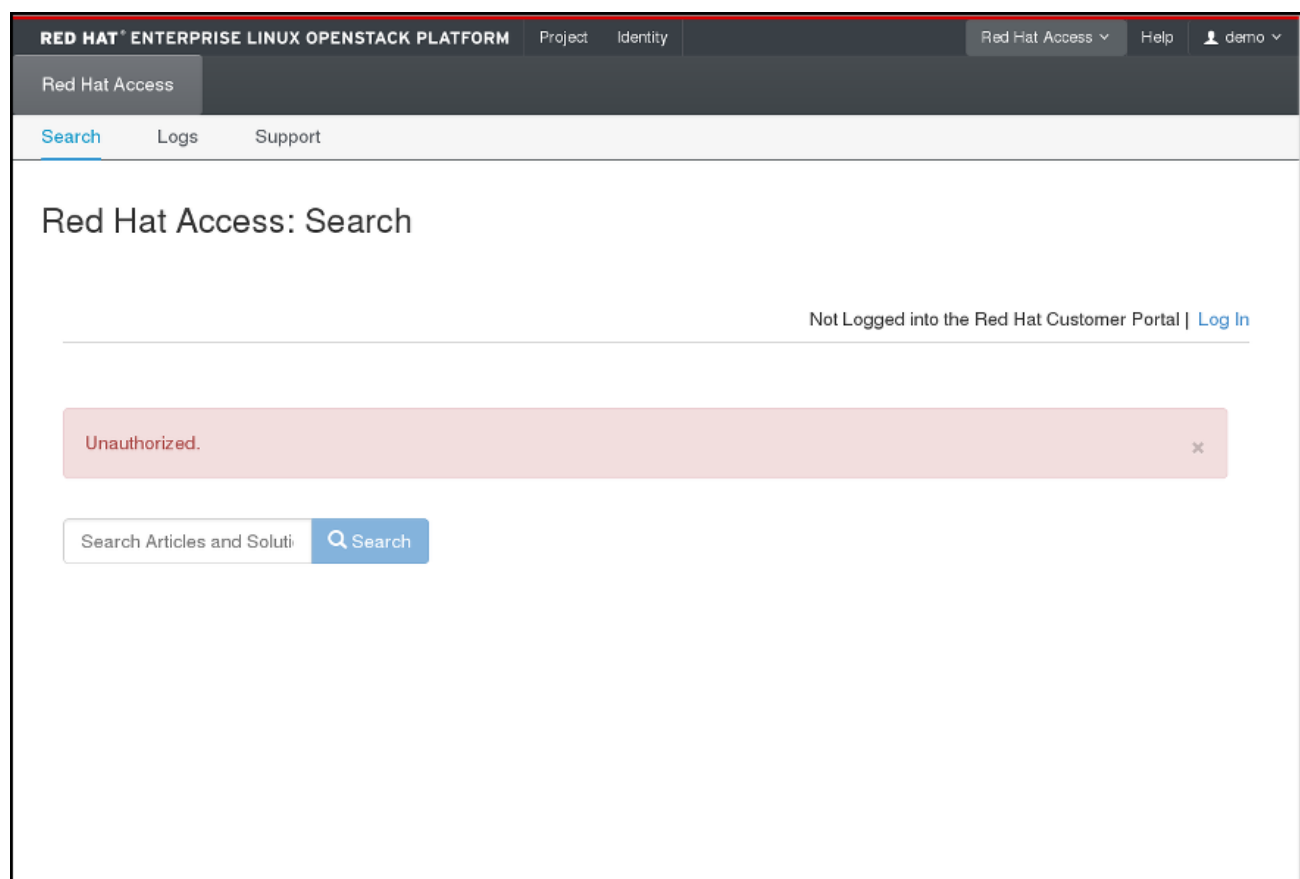 RED HAT® ENTERPRISE LINUX OPENSTACK PLATFORM Project Identity Red Hat Access Help demo
Red Hat Access
Search Logs Support
Red Hat Access: Search
Not Logged into the Red Hat Customer Portal | Log In
Unauthorized. ×
Search Articles and Soluti Search